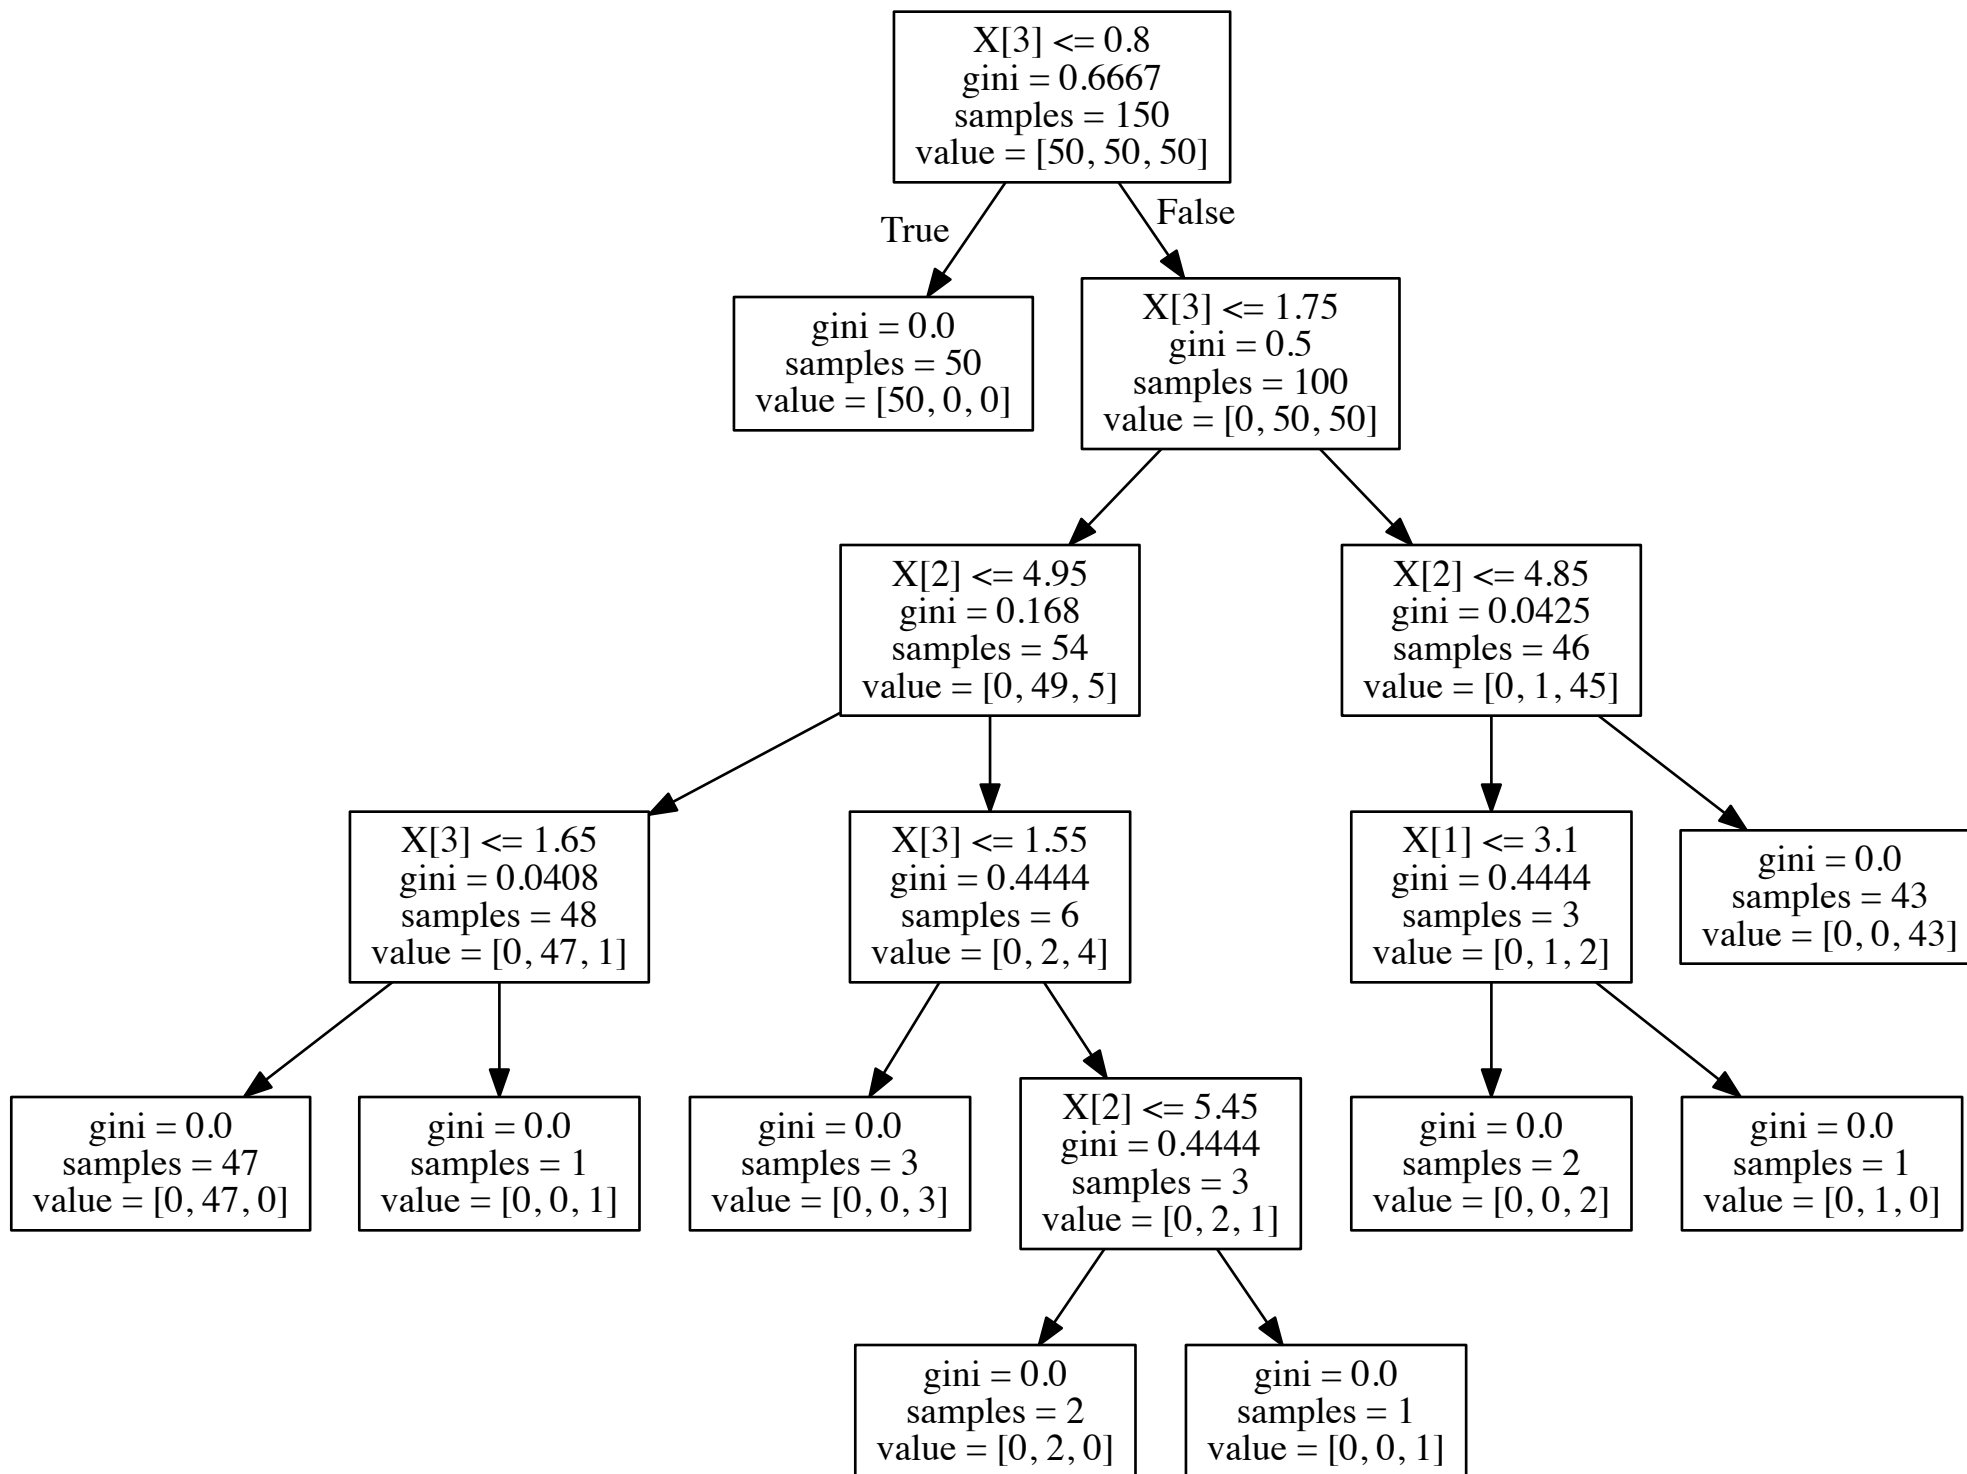 X[3] <= 0.8
gini = 0.6667
samples = 150
value = [50, 50, 50]
True
False
gini = 0.0
samples = 50
value = [50, 0, 0]
X[3] <= 1.75
gini = 0.5
samples = 100
value = [0, 50, 50]
X[2] <= 4.95
gini = 0.168
samples = 54
value = [0, 49, 5]
X[2] <= 4.85
gini = 0.0425
samples = 46
value = [0, 1, 45]
X[3] <= 1.65
gini = 0.0408
samples = 48
value = [0, 47, 1]
X[3] <= 1.55
gini = 0.4444
samples = 6
value = [0, 2, 4]
X[1] <= 3.1
gini = 0.4444
samples = 3
value = [0, 1, 2]
gini = 0.0
samples = 43
value = [0, 0, 43]
gini = 0.0
samples = 47
value = [0, 47, 0]
gini = 0.0
samples = 1
value = [0, 0, 1]
gini = 0.0
samples = 3
value = [0, 0, 3]
X[2] <= 5.45
gini = 0.4444
samples = 3
value = [0, 2, 1]
gini = 0.0
samples = 2
value = [0, 0, 2]
gini = 0.0
samples = 1
value = [0, 1, 0]
gini = 0.0
samples = 2
value = [0, 2, 0]
gini = 0.0
samples = 1
value = [0, 0, 1]